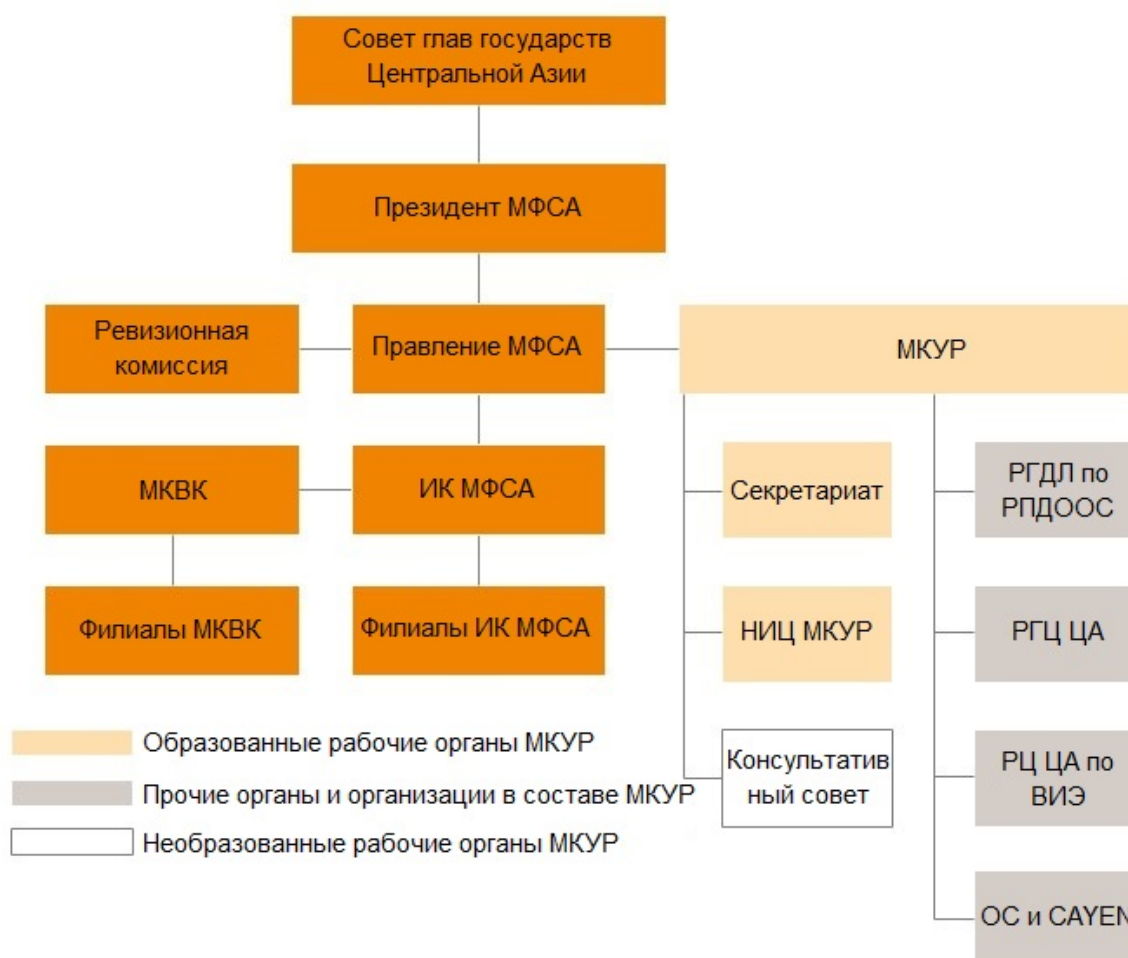 Совет глав государств
Центральной Азии
Президент МФСА
Ревизионная
комиссия
Правление МФСА
МКУР
МКВК
ИК МФСА
Секретариат
РГДЛ по
РПДООС
Филиалы МКВК
Филиалы ИК МФСА
НИЦ МКУР
РГЦ ЦА
Консультатив
ный совет
РЦ ЦА по
ВИЭ
ОС и CAYEN
Образованные рабочие органы МКУР
Прочие органы и организации в составе МКУР
Необразованные рабочие органы МКУР